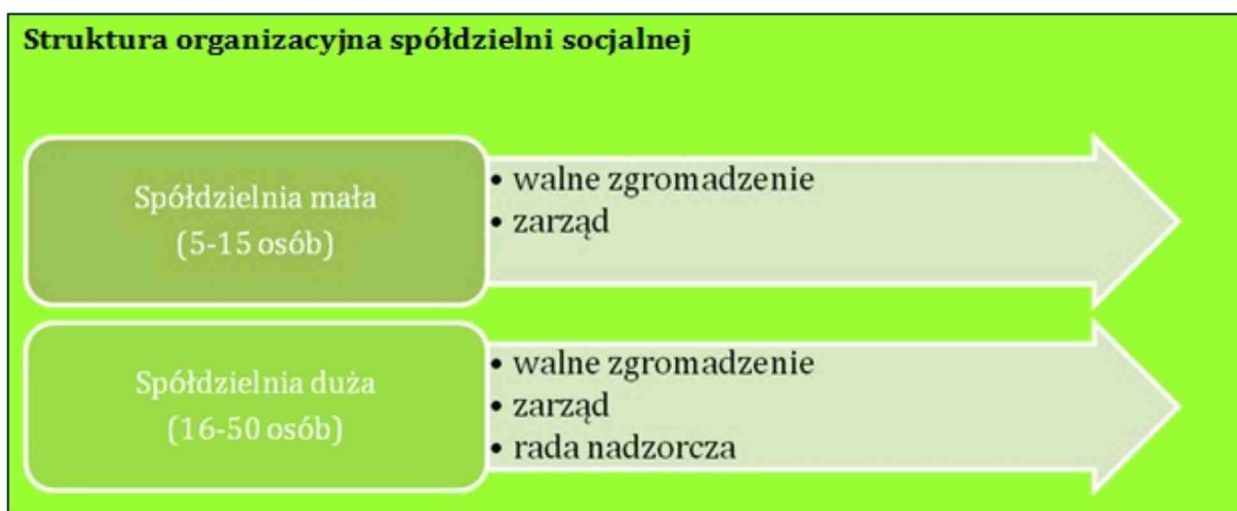 Struktura organizacyjna spółdzielni socjalnej
Spółdzielnia mała
(5-15 osób)
• walne zgromadzenie
• zarząd
Spółdzielnia duża
(16-50 osób)
• walne zgromadzenie
• zarząd
• rada nadzorcza